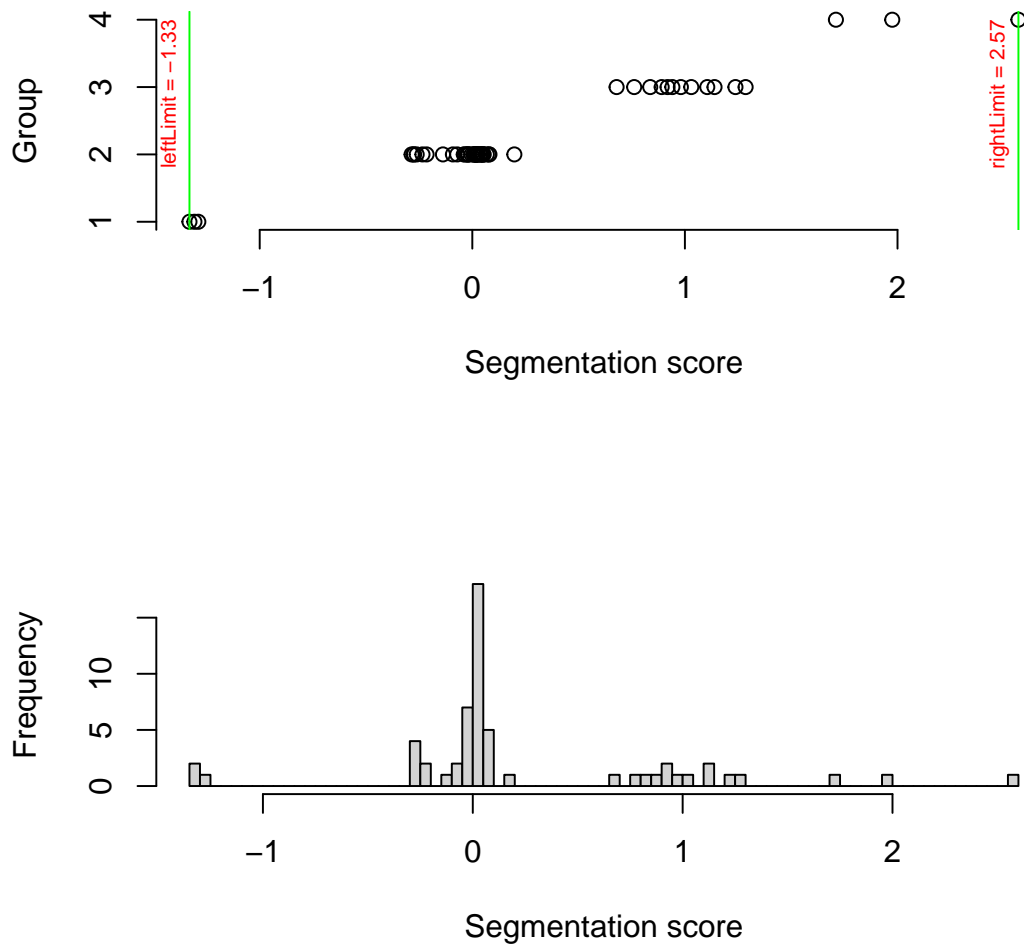 4
3
2
1
Group
leftLimit = −1.33
rightLimit = 2.57
−1 0 1 2
Segmentation score
10
5
0
Frequency
−1 0 1 2
Segmentation score